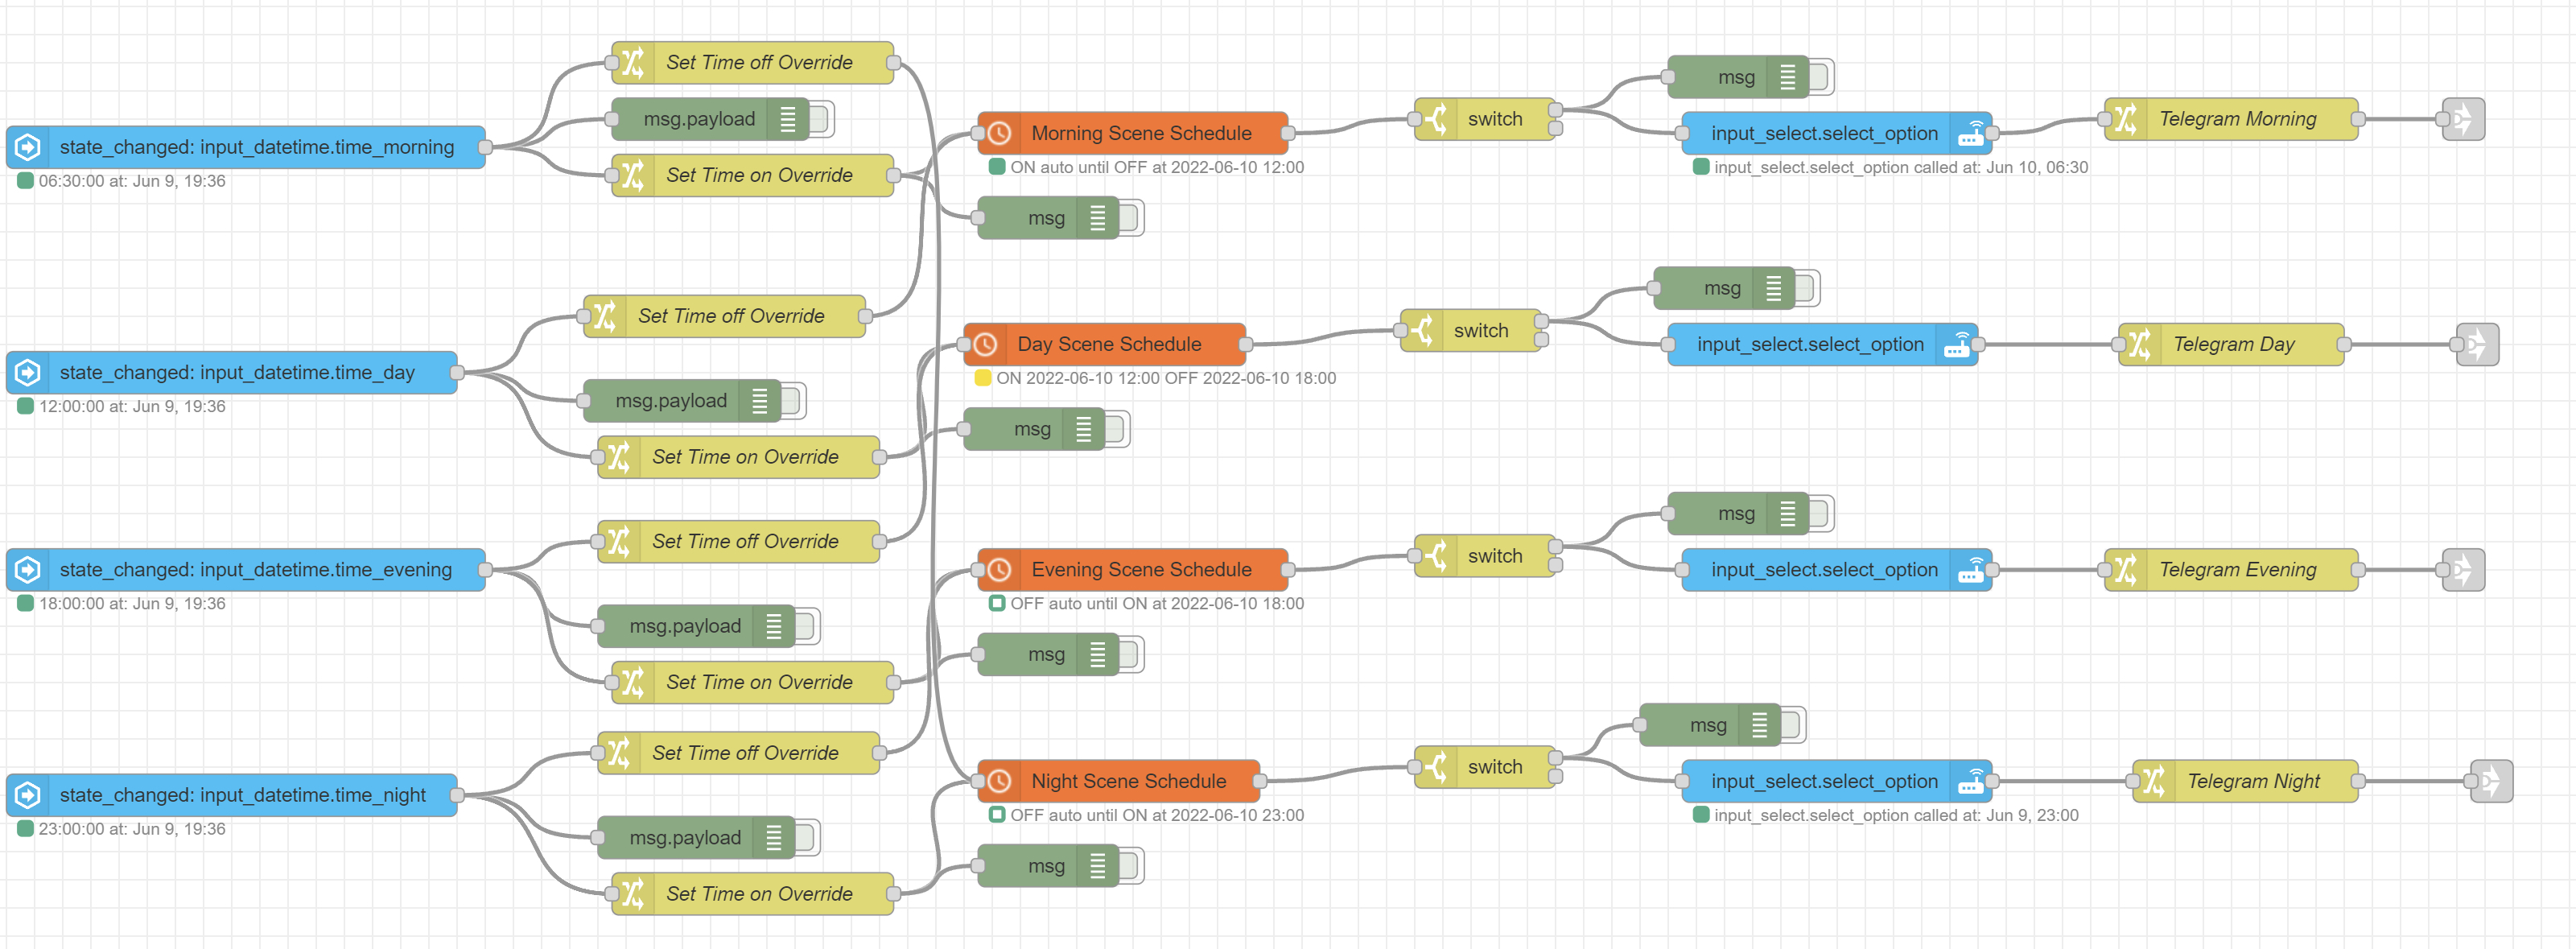 state_changed: input_datetime.time_morning
06:30:00 at: Jun 9, 19:36
Set Time off Override
msg.payload
Set Time on Override
Morning Scene Schedule
ON auto until OFF at 2022-06-10 12:00
msg
switch
msg
input_select.select_option
input_select.select_option called at: Jun 10, 06:30
Telegram Morning
state_changed: input_datetime.time_day
12:00:00 at: Jun 9, 19:36
Set Time off Override
msg.payload
Set Time on Override
Day Scene Schedule
ON 2022-06-10 12:00 OFF 2022-06-10 18:00
msg
switch
msg
input_select.select_option
Telegram Day
state_changed: input_datetime.time_evening
18:00:00 at: Jun 9, 19:36
Set Time off Override
msg.payload
Set Time on Override
Evening Scene Schedule
OFF auto until ON at 2022-06-10 18:00
msg
switch
msg
input_select.select_option
Telegram Evening
state_changed: input_datetime.time_night
23:00:00 at: Jun 9, 19:36
Set Time off Override
msg.payload
Set Time on Override
Night Scene Schedule
OFF auto until ON at 2022-06-10 23:00
msg
switch
msg
input_select.select_option
input_select.select_option called at: Jun 9, 23:00
Telegram Night